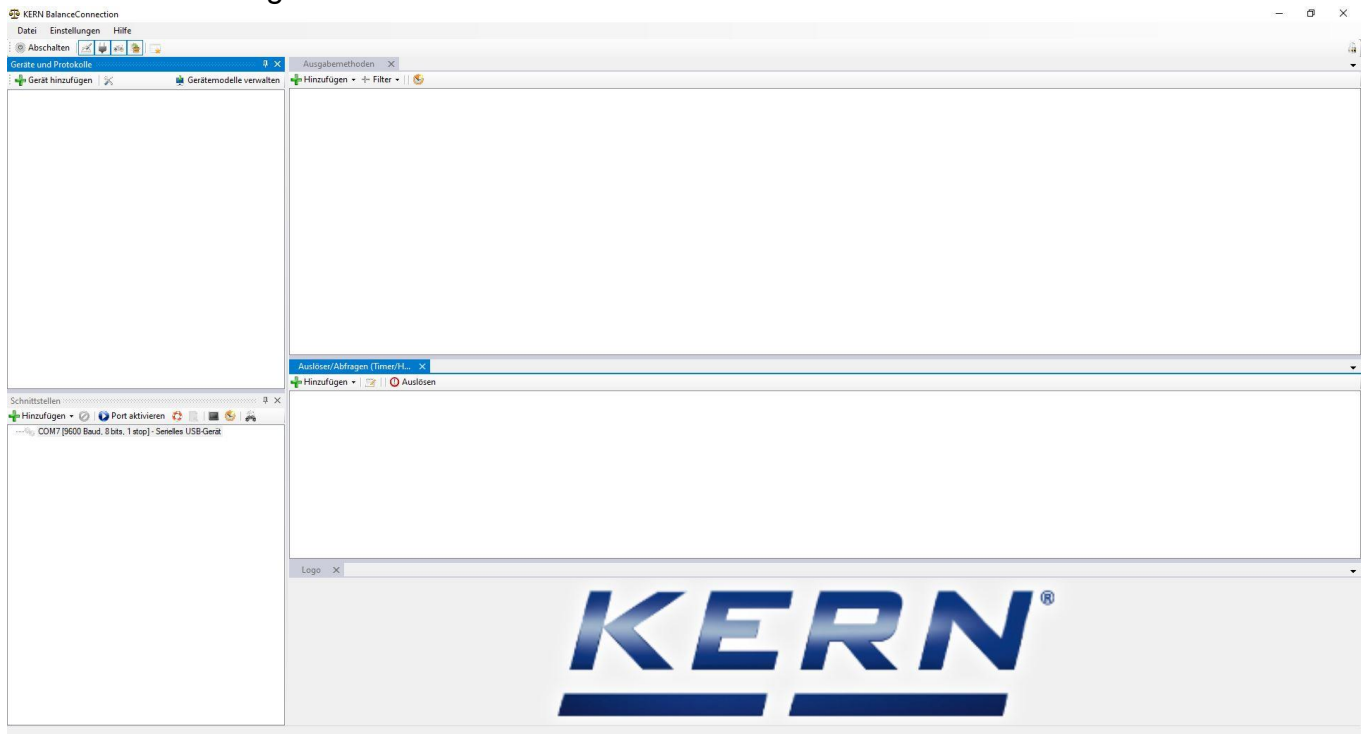 KERN BalanceConnection
Datei Einstellungen Hilfe
Abschalten
Geräte und Protokolle
Gerät hinzufügen Gerätemodelle verwalten
Ausgabemethoden
Hinzufügen Filter
Auslöser/Abfragen (Timer/H...
Hinzufügen Auslösen
Schnittstellen
Hinzufügen Port aktivieren
COM7 [9600 Baud, 8 bits, 1 stop] - Serielles USB-Gerät
Logo
KERN®